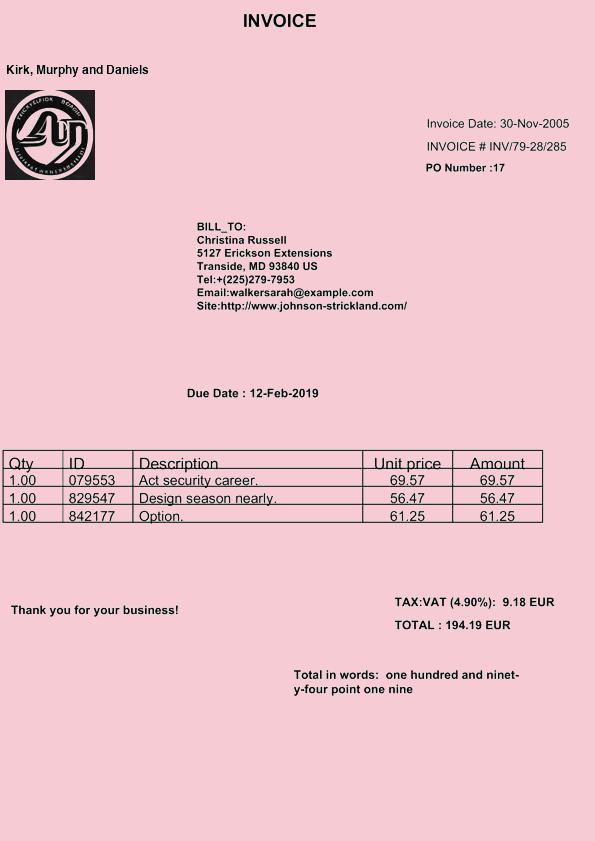 INVOICE
Kirk, Murphy and Daniels
Invoice Date: 30-Nov-2005
INVOICE # INV/79-28/285
PO Number :17
BILL_TO:
Christina Russell
5127 Erickson Extensions
Transide, MD 93840 US
Tel:+(225)279-7953
Email:walkersarah@example.com
Site:http://www.johnson-strickland.com/
Due Date : 12-Feb-2019
Qty ID Description Unit price Amount
1.00 079553 Act security career. 69.57 69.57
1.00 829547 Design season nearly. 56.47 56.47
1.00 842177 Option. 61.25 61.25
TAX:VAT (4.90%): 9.18 EUR
Thank you for your business!
TOTAL : 194.19 EUR
Total in words: one hundred and ninet-
y-four point one nine